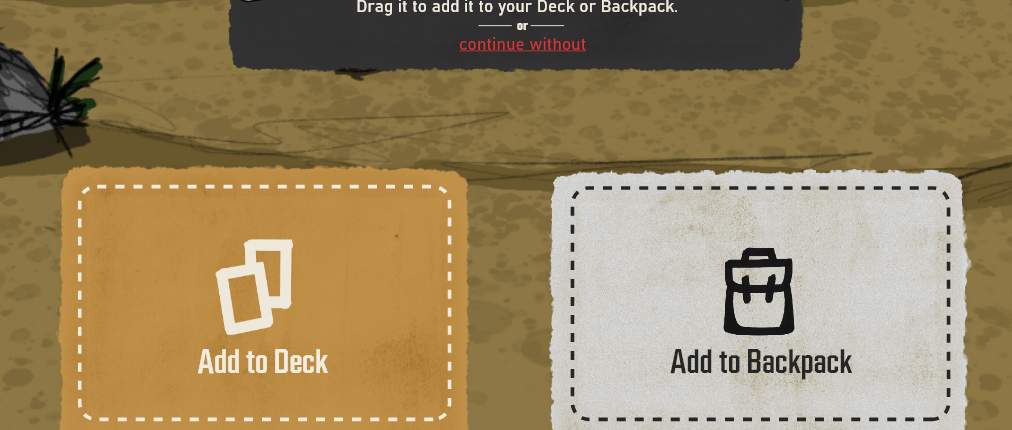 Drag it to add it to your Deck or Backpack.
or
continue without
Add to Deck
Add to Backpack